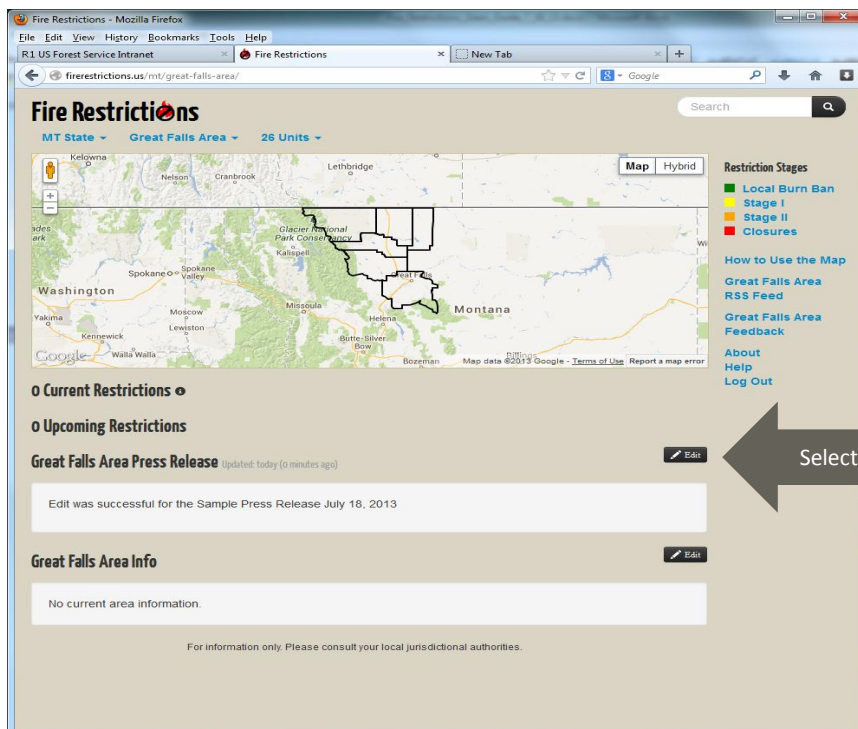 Fire Restrictions - Mozilla Firefox
File Edit View History Bookmarks Tools Help
R1 US Forest Service Intranet × Fire Restrictions × New Tab × +
firerestrictions.us/mt/great-falls-area/ Google
Fire Restrictions
Search
MT State Great Falls Area 26 Units
Kelowna
Nelson
Cranbrook
Lethbridge
Map Hybrid
Glacier National
Park Conservancy
Kalispell
Spokane
Spokane
Valley
Great Falls
Washington
Missoula
Helena
Montana
Yakima
Moscow
Lewiston
Kennewick
Walla Walla
Butte-Silver
Bow
Bozeman
Billings
Google
Map data ©2013 Google - Terms of Use Report a map error
Restriction Stages
Local Burn Ban
Stage I
Stage II
Closures
How to Use the Map
Great Falls Area
RSS Feed
Great Falls Area
Feedback
About
Help
Log Out
0 Current Restrictions
0 Upcoming Restrictions
Great Falls Area Press Release Updated: today (0 minutes ago)
Edit
Select
Edit was successful for the Sample Press Release July 18, 2013
Great Falls Area Info
Edit
No current area information.
For information only. Please consult your local jurisdictional authorities.